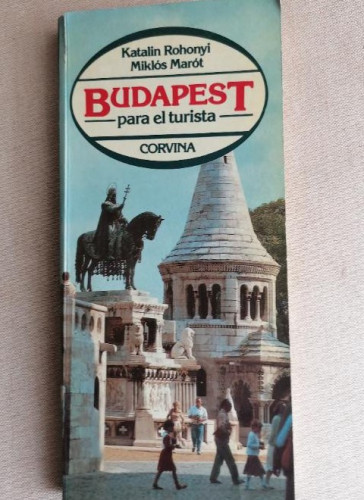 Katalin Rohonyi
Miklós Marót
BUDAPEST
para el turista
CORVINA